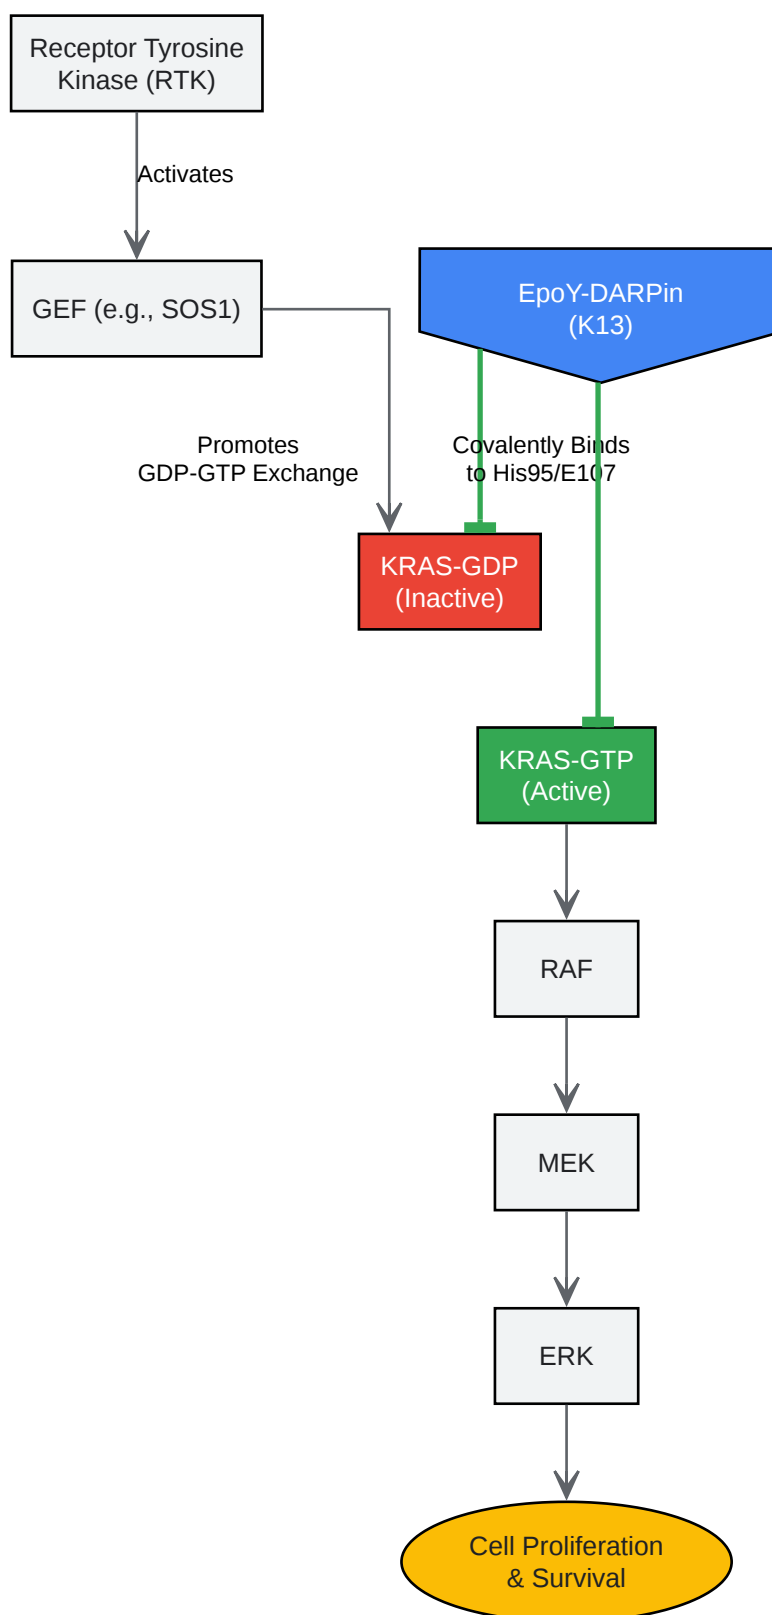 Receptor Tyrosine
Kinase (RTK)
Activates
GEF (e.g., SOS1)
EpoY-DARPin
(K13)
Promotes
GDP-GTP Exchange
Covalently Binds
to His95/E107
KRAS-GDP
(Inactive)
KRAS-GTP
(Active)
RAF
MEK
ERK
Cell Proliferation
& Survival